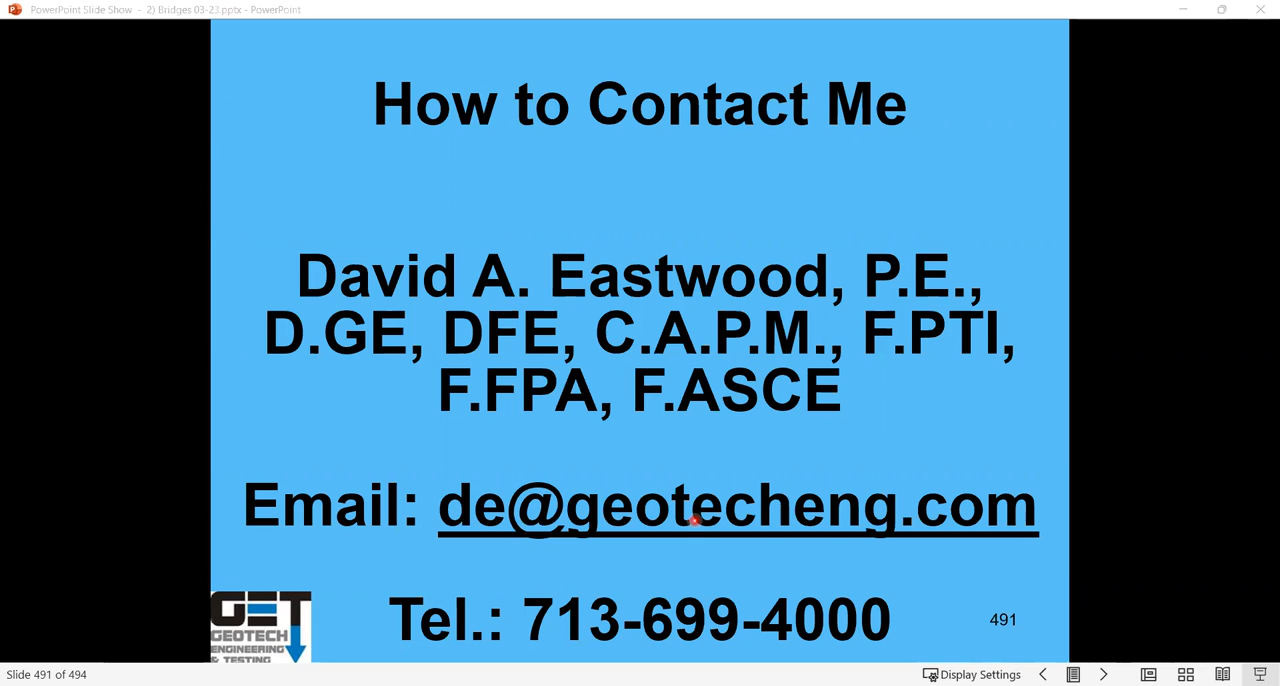 PowerPoint Slide Show - 2) Bridges 03-23.pptx - PowerPoint
How to Contact Me
David A. Eastwood, P.E.,
D.GE, DFE, C.A.P.M., F.PTI,
F.FPA, F.ASCE
Email: de@geotecheng.com
Tel.: 713-699-4000
491
GET
GEOTECH
ENGINEERING
& TESTING
Slide 491 of 494
Display Settings